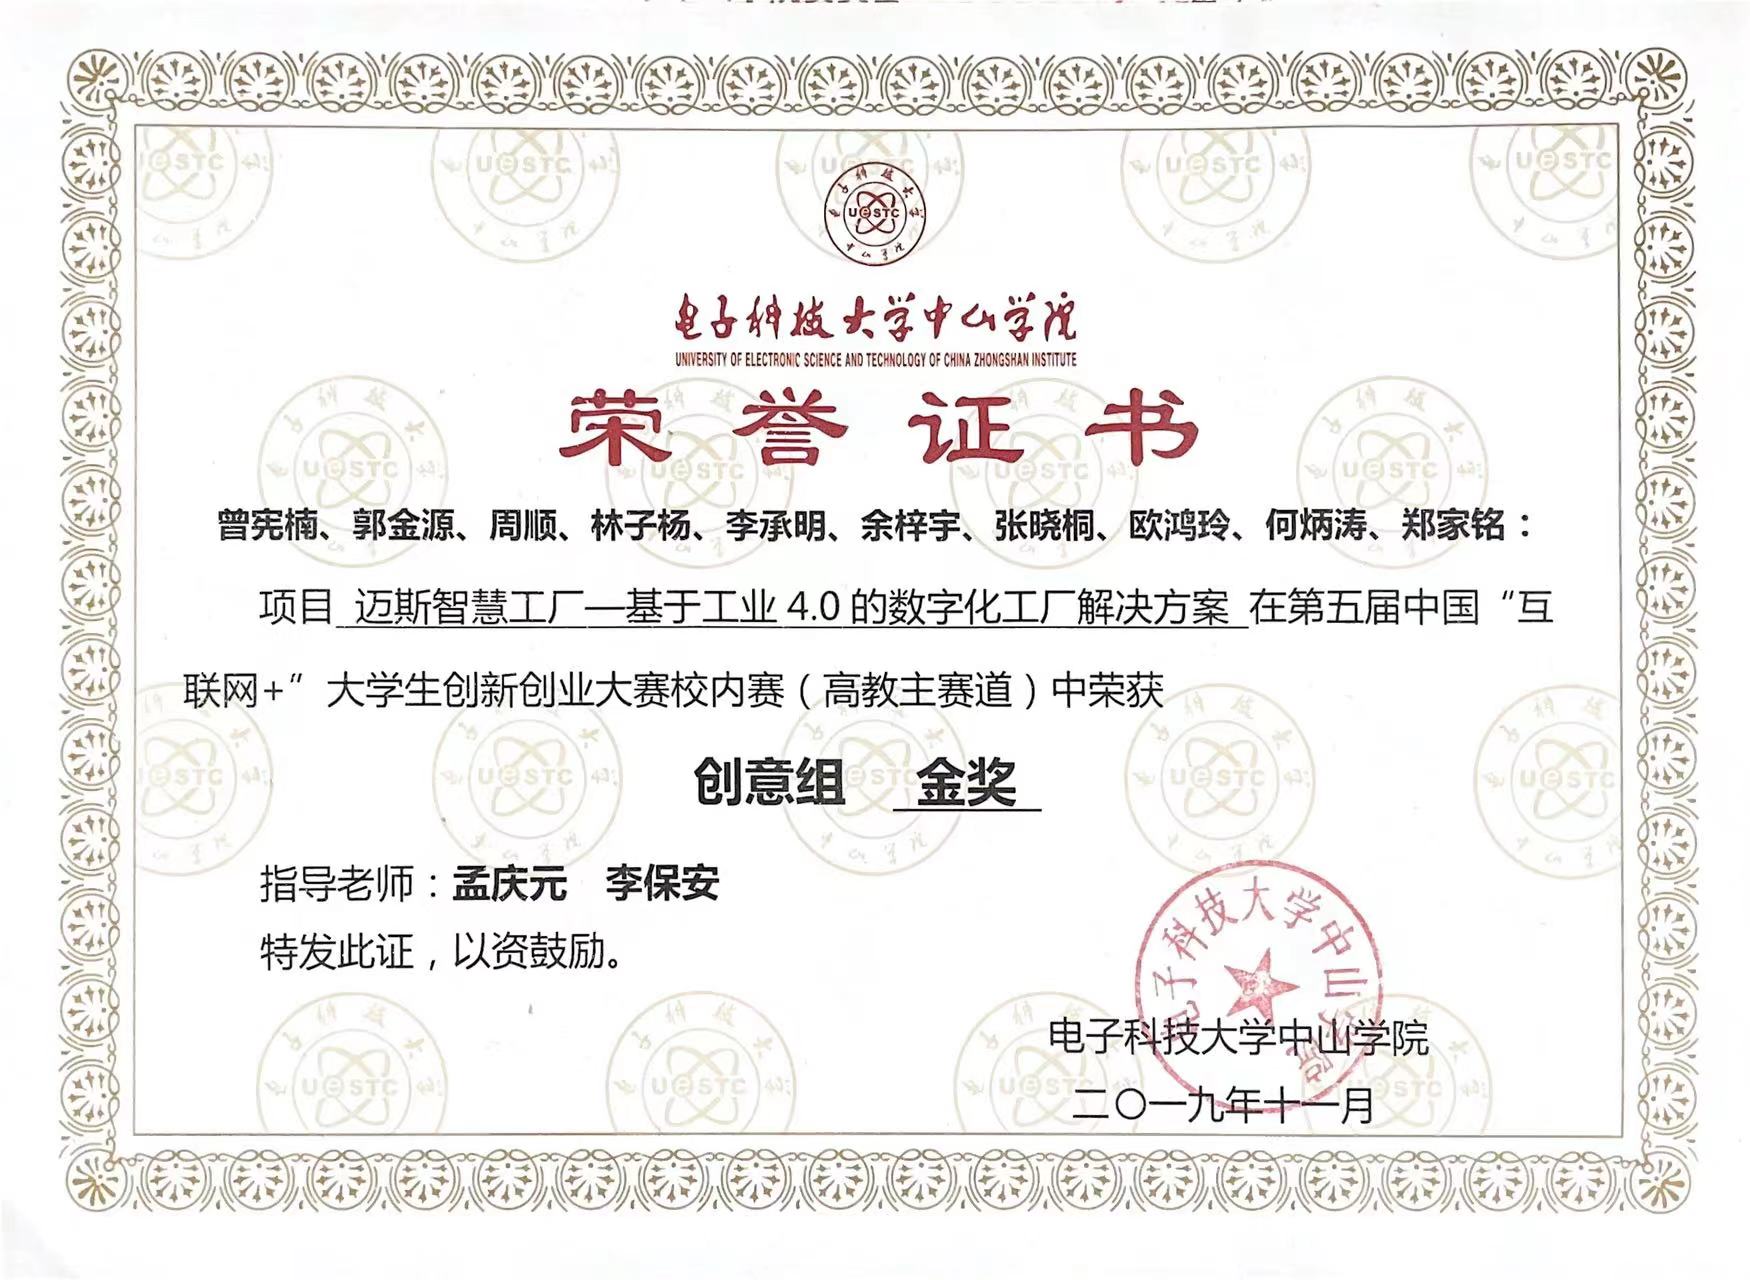 UeSTC
电子科技大学中山学院
UNIVERSITY OF ELECTRONIC SCIENCE AND TECHNOLOGY OF CHINA ZHONGSHAN INSTITUTE
荣誉证书
曾宪楠、郭金源、周顺、林子杨、李承明、余梓宇、张晓桐、欧鸿玲、何炳涛、郑家铭：
项目 迈斯智慧工厂—基于工业 4.0 的数字化工厂解决方案 在第五届中国“互
联网+”大学生创新创业大赛校内赛（高教主赛道）中荣获
创意组 金奖
指导老师：孟庆元 李保安
特发此证，以资鼓励。
电子科技大学中山学院
电子科技大学中山学院
二〇一九年十一月